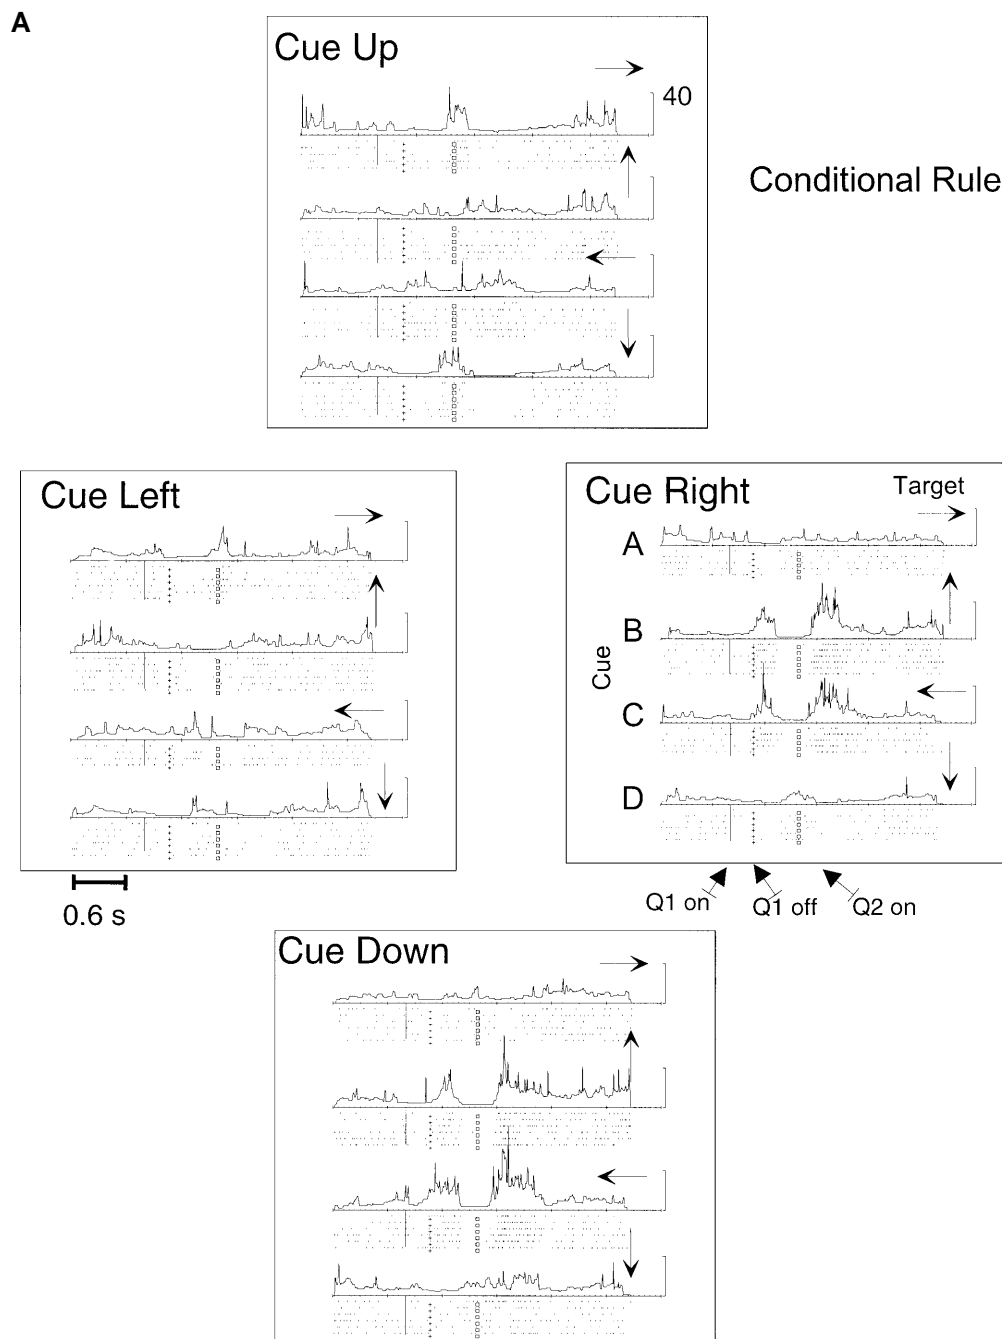 A
Cue Up
40
Conditional Rule
Cue Left
Cue Right
Target
A
B
Cue
C
D
0.6 s
Q1 on
Q1 off
Q2 on
Cue Down